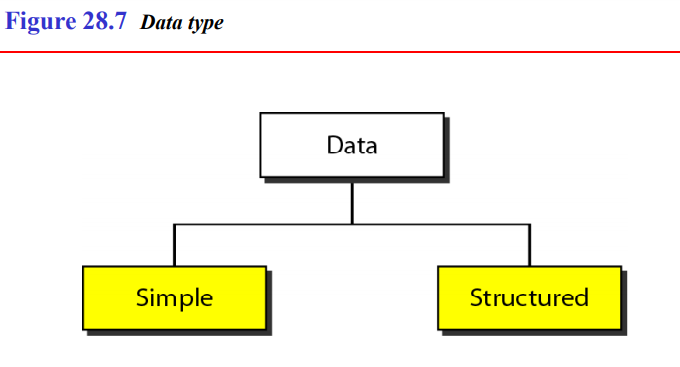 Figure 28.7 Data type
Data
Simple
Structured